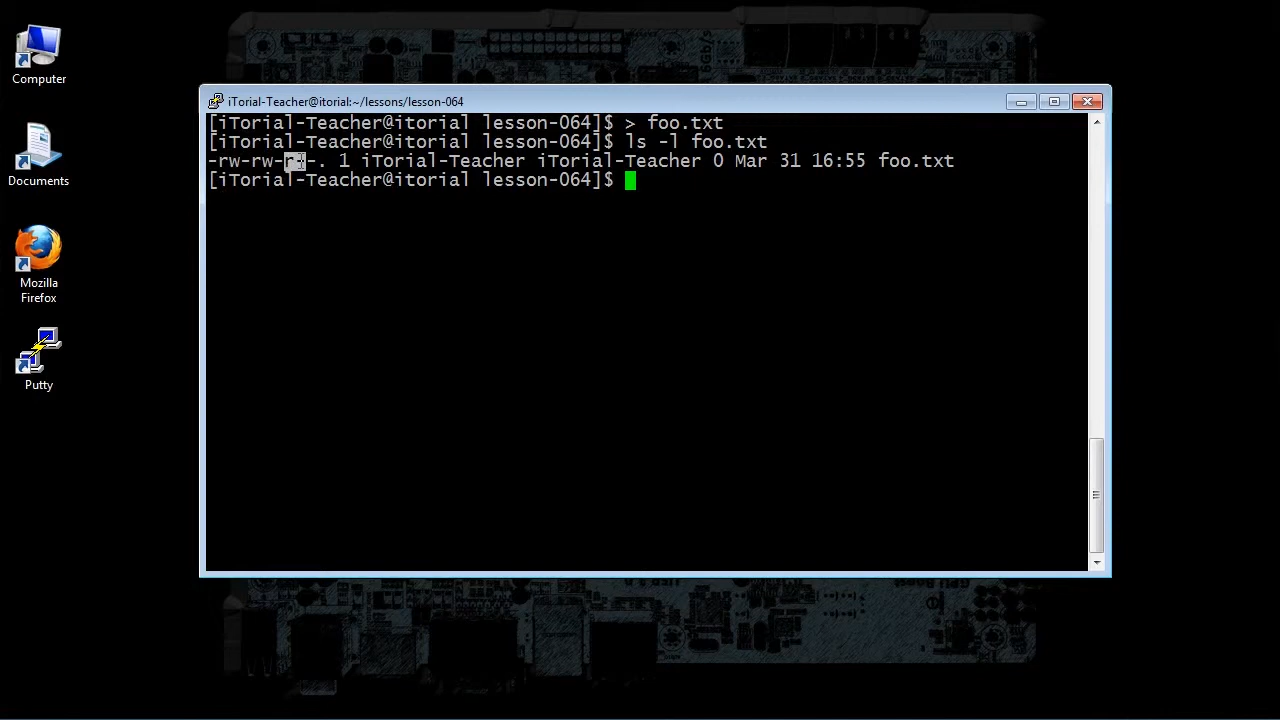 Computer
Documents
Mozilla
Firefox
Putty
iTorial-Teacher@itorial:~/lessons/lesson-064
[iTorial-Teacher@itorial lesson-064]$ > foo.txt
[iTorial-Teacher@itorial lesson-064]$ ls -l foo.txt
-rw-rw-r--. 1 iTorial-Teacher iTorial-Teacher 0 Mar 31 16:55 foo.txt
[iTorial-Teacher@itorial lesson-064]$
6Gb/s